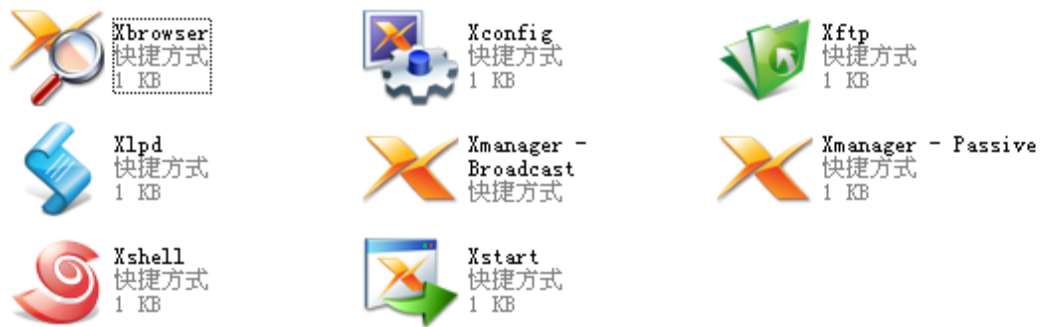 Xbrowser
快捷方式
1 KB
Xconfig
快捷方式
1 KB
Xftp
快捷方式
1 KB
Xlpd
快捷方式
1 KB
Xmanager -
Broadcast
快捷方式
Xmanager - Passive
快捷方式
1 KB
Xshell
快捷方式
1 KB
Xstart
快捷方式
1 KB